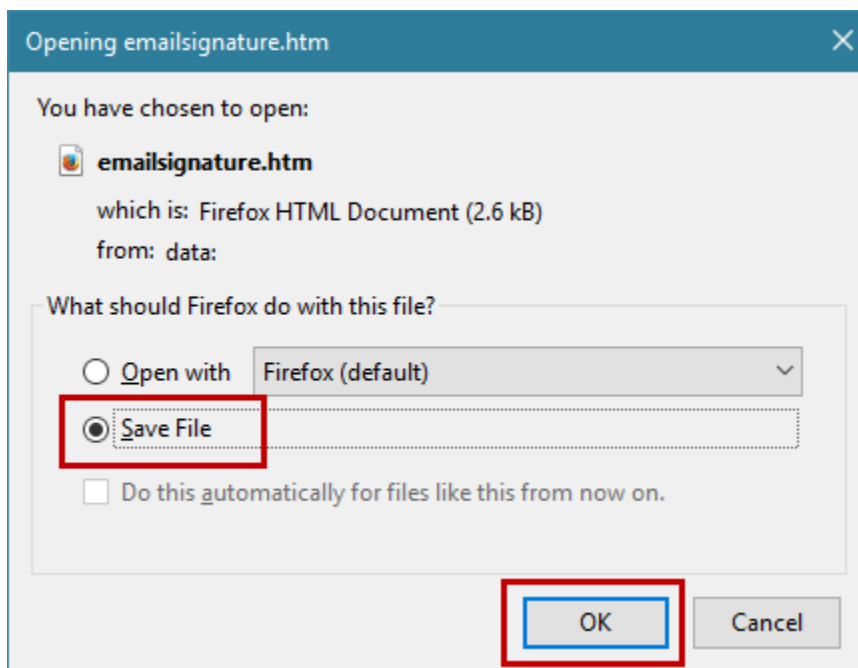 Opening emailsignature.htm
You have chosen to open:
emailsignature.htm
which is: Firefox HTML Document (2.6 kB)
from: data:
What should Firefox do with this file?
Open with Firefox (default)
Save File
Do this automatically for files like this from now on.
OK Cancel